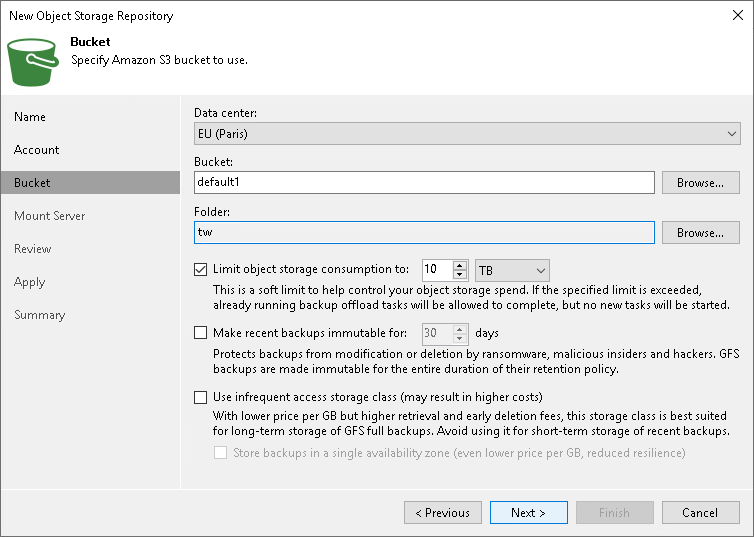 New Object Storage Repository
Bucket
Specify Amazon S3 bucket to use.
Name
Account
Bucket
Mount Server
Review
Apply
Summary
Data center:
EU (Paris)
Bucket:
default1
Browse...
Folder:
tw
Browse...
Limit object storage consumption to: 10 TB
This is a soft limit to help control your object storage spend. If the specified limit is exceeded,
already running backup offload tasks will be allowed to complete, but no new tasks will be started.
Make recent backups immutable for: 30 days
Protects backups from modification or deletion by ransomware, malicious insiders and hackers. GFS
backups are made immutable for the entire duration of their retention policy.
Use infrequent access storage class (may result in higher costs)
With lower price per GB but higher retrieval and early deletion fees, this storage class is best suited
for long-term storage of GFS full backups. Avoid using it for short-term storage of recent backups.
Store backups in a single availability zone (even lower price per GB, reduced resilience)
< Previous
Next >
Finish
Cancel